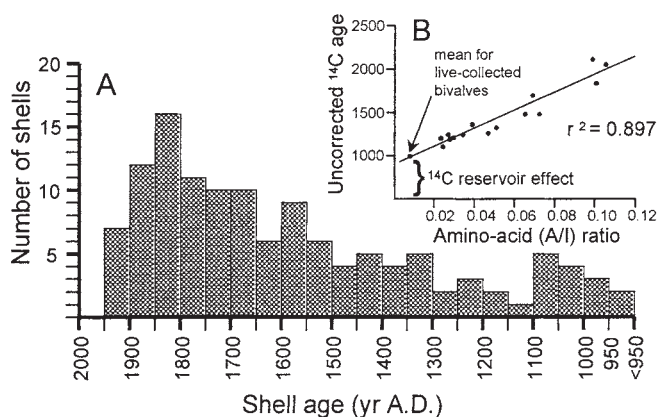 A
Number of shells
20
15
10
5
2000
1900
1800
1700
1600
1500
1400
1300
1200
1100
1000
950
<950
Shell age (yr A.D.)
B
Uncorrected ¹⁴C age
2500
2000
1500
1000
mean for
live-collected
bivalves
r² = 0.897
} ¹⁴C reservoir effect
0.02
0.04
0.06
0.08
0.10
0.12
Amino-acid (A/I) ratio